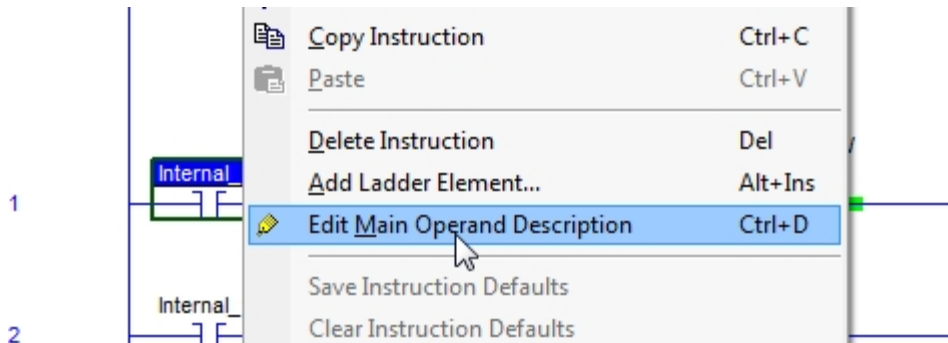 Copy Instruction Ctrl+C
Paste Ctrl+V
Delete Instruction Del
Internal_
1
Add Ladder Element... Alt+Ins
Edit Main Operand Description Ctrl+D
Save Instruction Defaults
Internal_
2
Clear Instruction Defaults